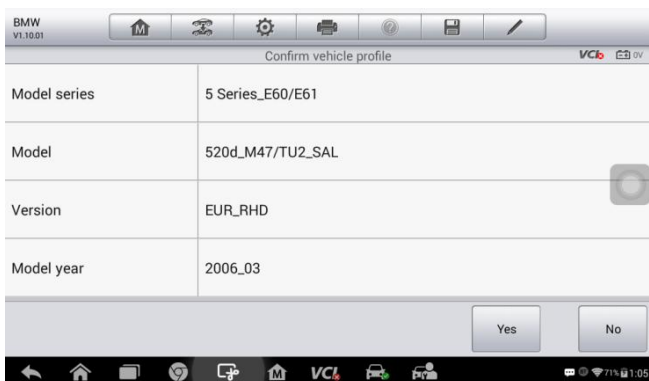 BMW
V1.10.01
M
?
Confirm vehicle profile
VCI
0V
Model series
5 Series_E60/E61
Model
520d_M47/TU2_SAL
Version
EUR_RHD
Model year
2006_03
Yes
No
M
VCI
71%
1:05